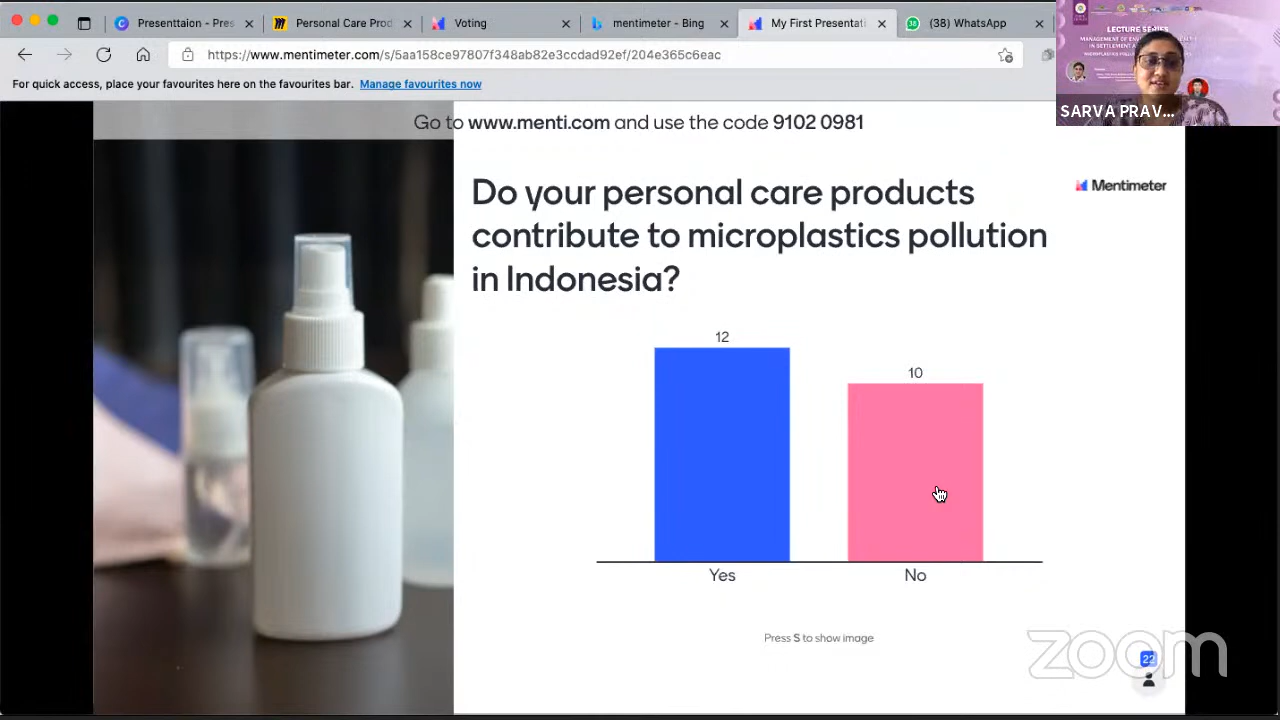 Presenttaion - Pres
Personal Care Prod
Voting
mentimeter - Bing
My First Presentati
(38) WhatsApp
https://www.mentimeter.com/s/5ab158ce97807f348ab82e3ccdad92ef/204e365c6eac
For quick access, place your favourites here on the favourites bar. Manage favourites now
LECTURE SERIES
SARVA PRAV...
Go to www.menti.com and use the code 9102 0981
Mentimeter
Do your personal care products
contribute to microplastics pollution
in Indonesia?
12
10
Yes
No
Press S to show image
zoom
22